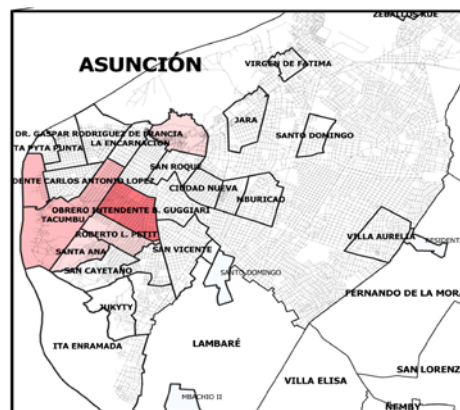 ZEBALLOS KUE
ASUNCIÓN
VIRGEN DE FATIMA
JARA
SANTO DOMINGO
DR. GASPAR RODRIGUEZ DE FRANCIA
LA ENCARNACION
TA PYTA PUNTA
SAN ROQUE
DENTE CARLOS ANTONIO LOPEZ
CIUDAD NUEVA
MBURICAO
OBRERO INTENDENTE B. GUGGIARI
TACUMBU
ROBERTO L. PETIT
VILLA AURELIA
RESIDENT
SANTA ANA
SAN VICENTE
SAN CAYETANO
SANTO DOMINGO
FERNANDO DE LA MORA
JUKYTY
ITA ENRAMADA
LAMBARÉ
SAN LORENZ
VILLA ELISA
MBACHIO II
ÑEMBY